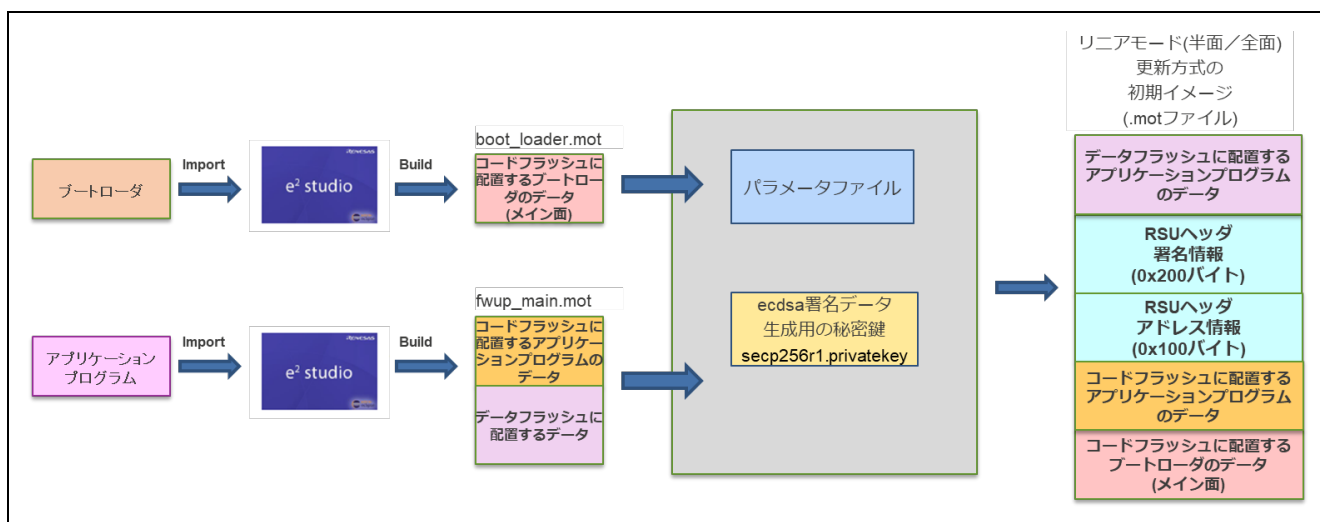 リニアモード(半面／全面)
更新方式の
初期イメージ
(.motファイル)
ブートローダ
Import
RENESAS
e² studio
Build
boot_loader.mot
コードフラッシュに
配置するブートロー
ダのデータ
(メイン面)
パラメータファイル
アプリケーション
プログラム
Import
RENESAS
e² studio
Build
fwup_main.mot
コードフラッシュに
配置するアプリケー
ションプログラムの
データ
データフラッシュに
配置するデータ
ecdsa署名データ
生成用の秘密鍵
secp256r1.privatekey
データフラッシュに配置する
アプリケーションプログラム
のデータ
RSUヘッダ
署名情報
(0x200バイト)
RSUヘッダ
アドレス情報
(0x100バイト)
コードフラッシュに配置する
アプリケーションプログラム
のデータ
コードフラッシュに配置する
ブートローダのデータ
(メイン面)